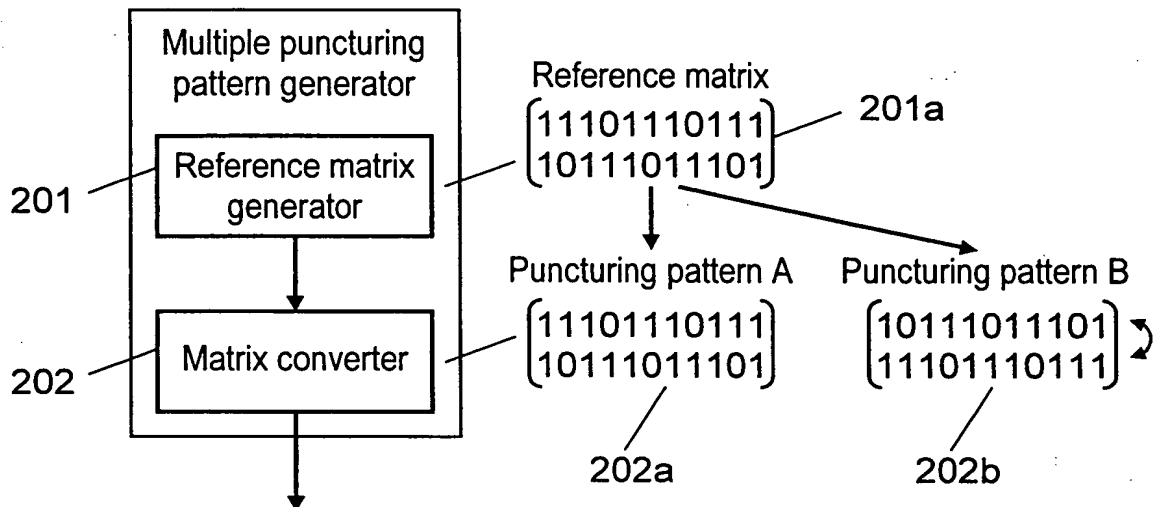 Multiple puncturing
pattern generator
Reference matrix
11101110111
10111011101
201a
Reference matrix
generator
201
Puncturing pattern A
11101110111
10111011101
Puncturing pattern B
10111011101
11101110111
Matrix converter
202
202a
202b